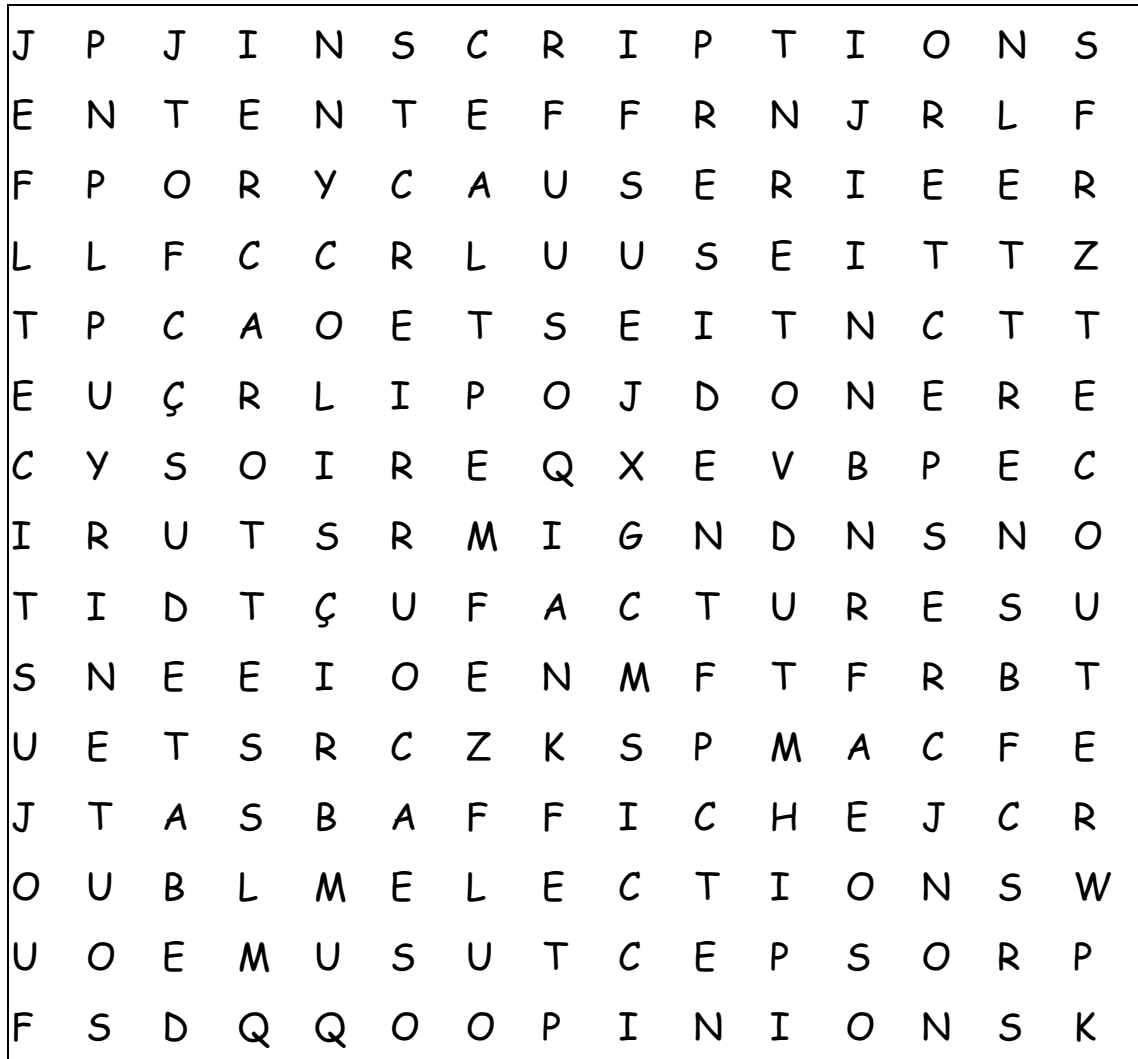 J P J I N S C R I P T I O N S
E N T E N T E F F R N J R L F
F P O R Y C A U S E R I E E R
L L F C C R L U U S E I T T Z
T P C A O E T S E I T N C T T
E U Ç R L I P O J D O N E R E
C Y S O I R E Q X E V B P E C
I R U T S R M I G N D N S N O
T I D T Ç U F A C T U R E S U
S N E E I O E N M F T F R B T
U E T S R C Z K S P M A C F E
J T A S B A F F I C H E J C R
O U B L M E L E C T I O N S W
U O E M U S U T C E P S O R P
F S D Q Q O O P I N I O N S K